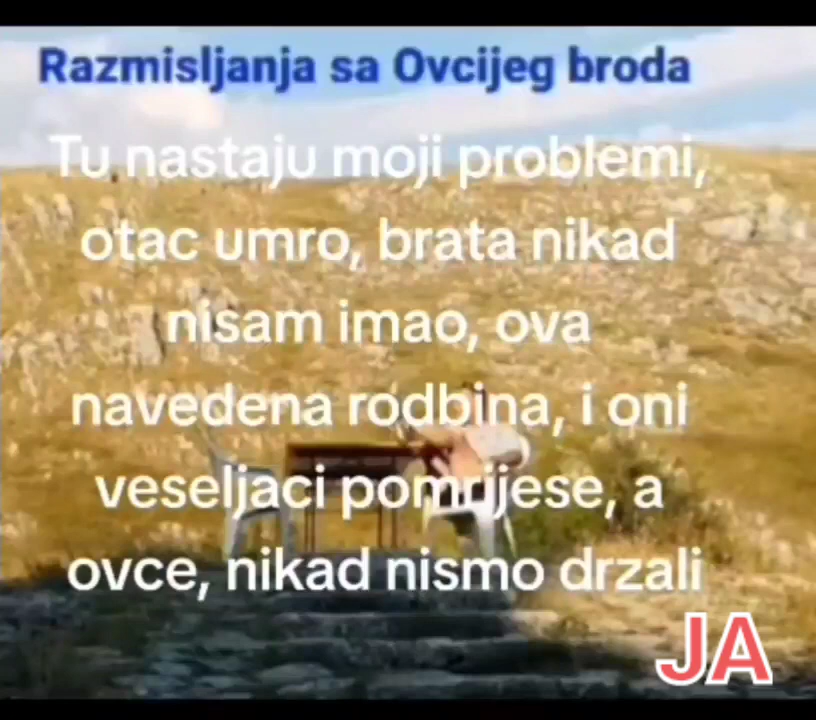 Razmisljanja sa Ovcijeg broda
Tu nastaju moji problemi,
otac umro, brata nikad
nisam imao, ova
navedena rodbina, i oni
veseljaci pomrijese, a
ovce, nikad nismo drzali
JA